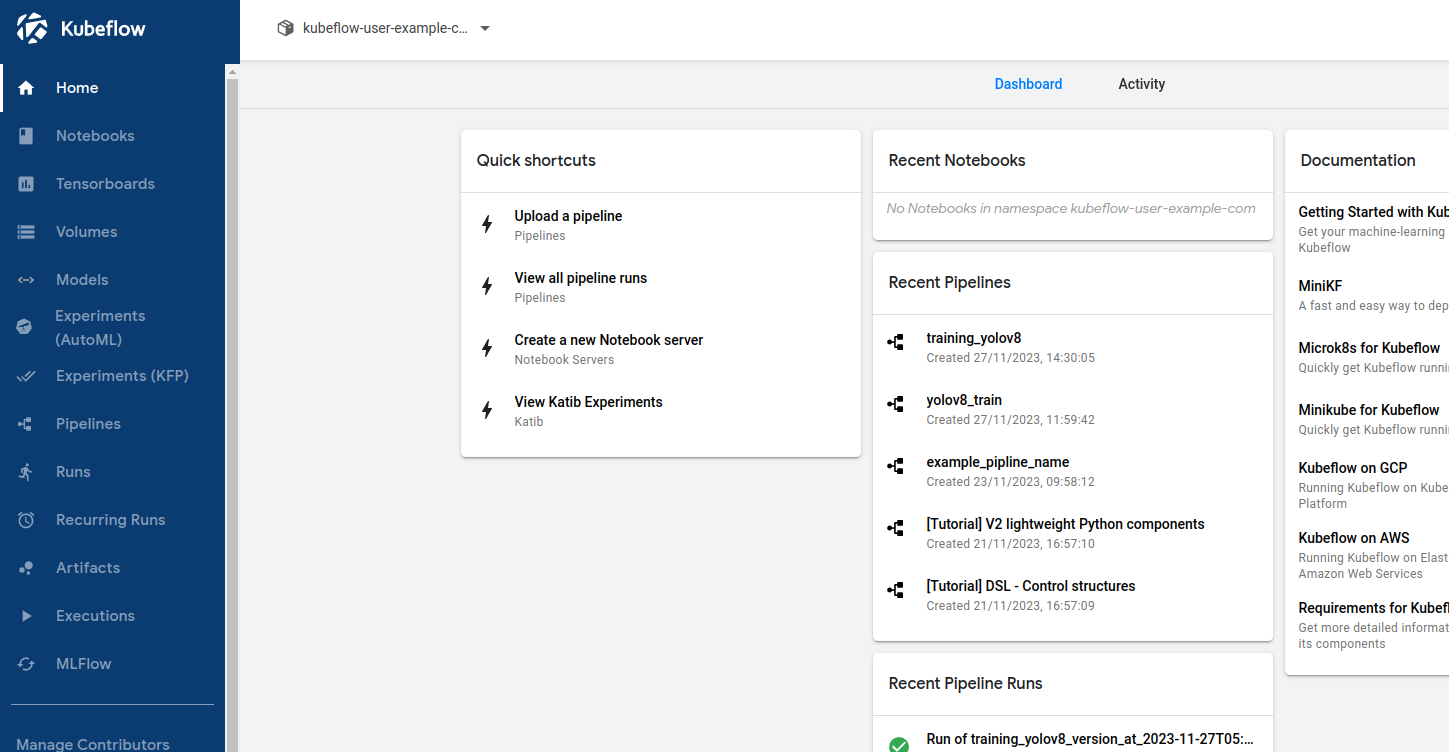 Kubeflow
kubeflow-user-example-c...
Home
Notebooks
Tensorboards
Volumes
Models
Experiments
(AutoML)
Experiments (KFP)
Pipelines
Runs
Recurring Runs
Artifacts
Executions
MLFlow
Manage Contributors
Dashboard
Activity
Quick shortcuts
Upload a pipeline
Pipelines
View all pipeline runs
Pipelines
Create a new Notebook server
Notebook Servers
View Katib Experiments
Katib
Recent Notebooks
No Notebooks in namespace kubeflow-user-example-com
Recent Pipelines
training_yolov8
Created 27/11/2023, 14:30:05
yolov8_train
Created 27/11/2023, 11:59:42
example_pipline_name
Created 23/11/2023, 09:58:12
[Tutorial] V2 lightweight Python components
Created 21/11/2023, 16:57:10
[Tutorial] DSL - Control structures
Created 21/11/2023, 16:57:09
Recent Pipeline Runs
Run of training_yolov8_version_at_2023-11-27T05:...
Documentation
Getting Started with Kub
Get your machine-learning
Kubeflow
MiniKF
A fast and easy way to dep
Microk8s for Kubeflow
Quickly get Kubeflow runni
Minikube for Kubeflow
Quickly get Kubeflow runni
Kubeflow on GCP
Running Kubeflow on Kube
Platform
Kubeflow on AWS
Running Kubeflow on Elast
Amazon Web Services
Requirements for Kubefl
Get more detailed informat
its components